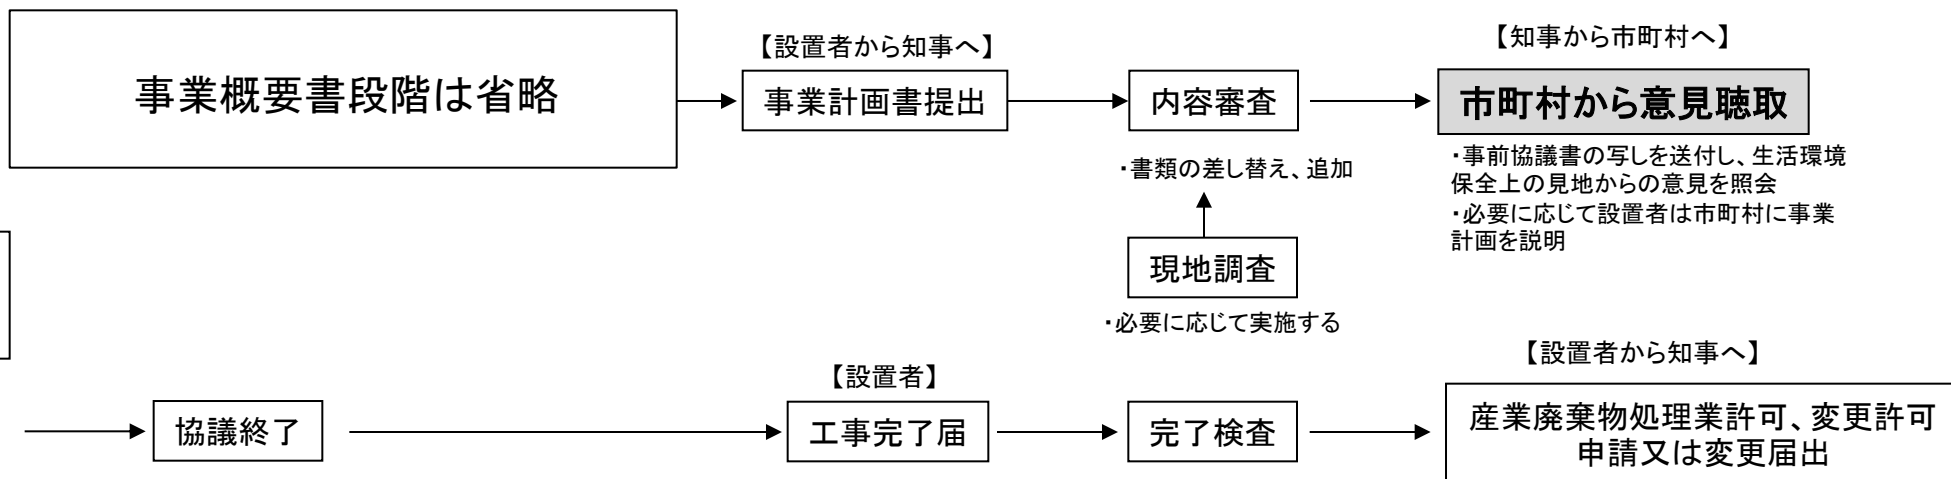 【設置者から知事へ】
【知事から市町村へ】
事業概要書段階は省略
事業計画書提出
内容審査
市町村から意見聴取
・書類の差し替え、追加
・事前協議書の写しを送付し、生活環境
保全上の見地からの意見を照会
・必要に応じて設置者は市町村に事業
計画を説明
現地調査
・必要に応じて実施する
【設置者】
【設置者から知事へ】
協議終了
工事完了届
完了検査
産業廃棄物処理業許可、変更許可
申請又は変更届出